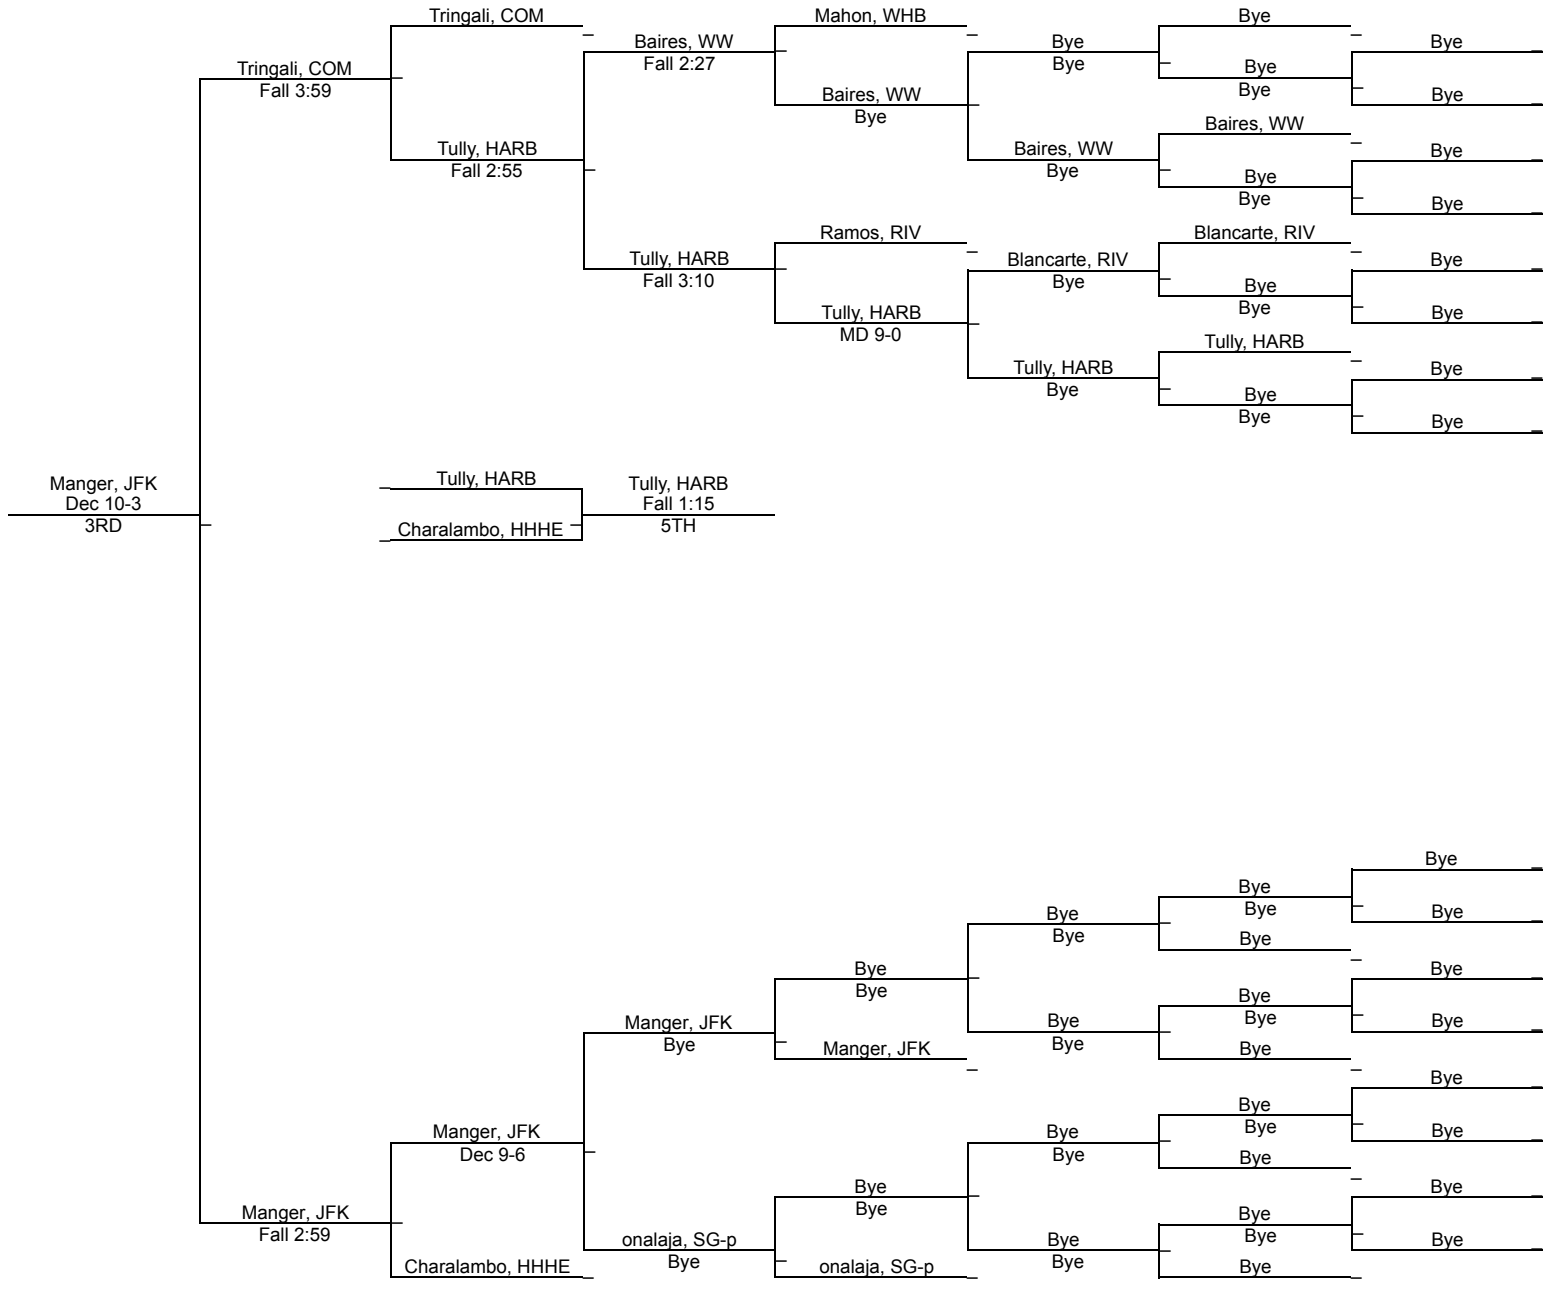 Tringali, COM
Mahon, WHB
Bye
Baires, WW
Bye
Bye
Fall 2:27
Bye
Tringali, COM
Bye
Fall 3:59
Bye
Baires, WW
Bye
Bye
Baires, WW
Tully, HARB
Baires, WW
Bye
Fall 2:55
Bye
Bye
Bye
Bye
Ramos, RIV
Blancarte, RIV
Tully, HARB
Blancarte, RIV
Bye
Fall 3:10
Bye
Bye
Tully, HARB
Bye
Bye
MD 9-0
Tully, HARB
Tully, HARB
Bye
Bye
Bye
Bye
Bye
Manger, JFK
Dec 10-3
3RD
Tully, HARB
Tully, HARB
Fall 1:15
Charalambo, HHHE
5TH
Bye
Bye
Bye
Bye
Bye
Bye
Bye
Bye
Bye
Bye
Bye
Bye
Manger, JFK
Bye
Bye
Bye
Bye
Bye
Manger, JFK
Bye
Bye
Bye
Manger, JFK
Bye
Bye
Bye
Dec 9-6
Bye
Bye
Bye
Bye
Bye
Manger, JFK
Bye
Fall 2:59
Bye
onalaja, SG-p
Bye
Bye
Bye
Bye
Charalambo, HHHE
onalaja, SG-p
Bye